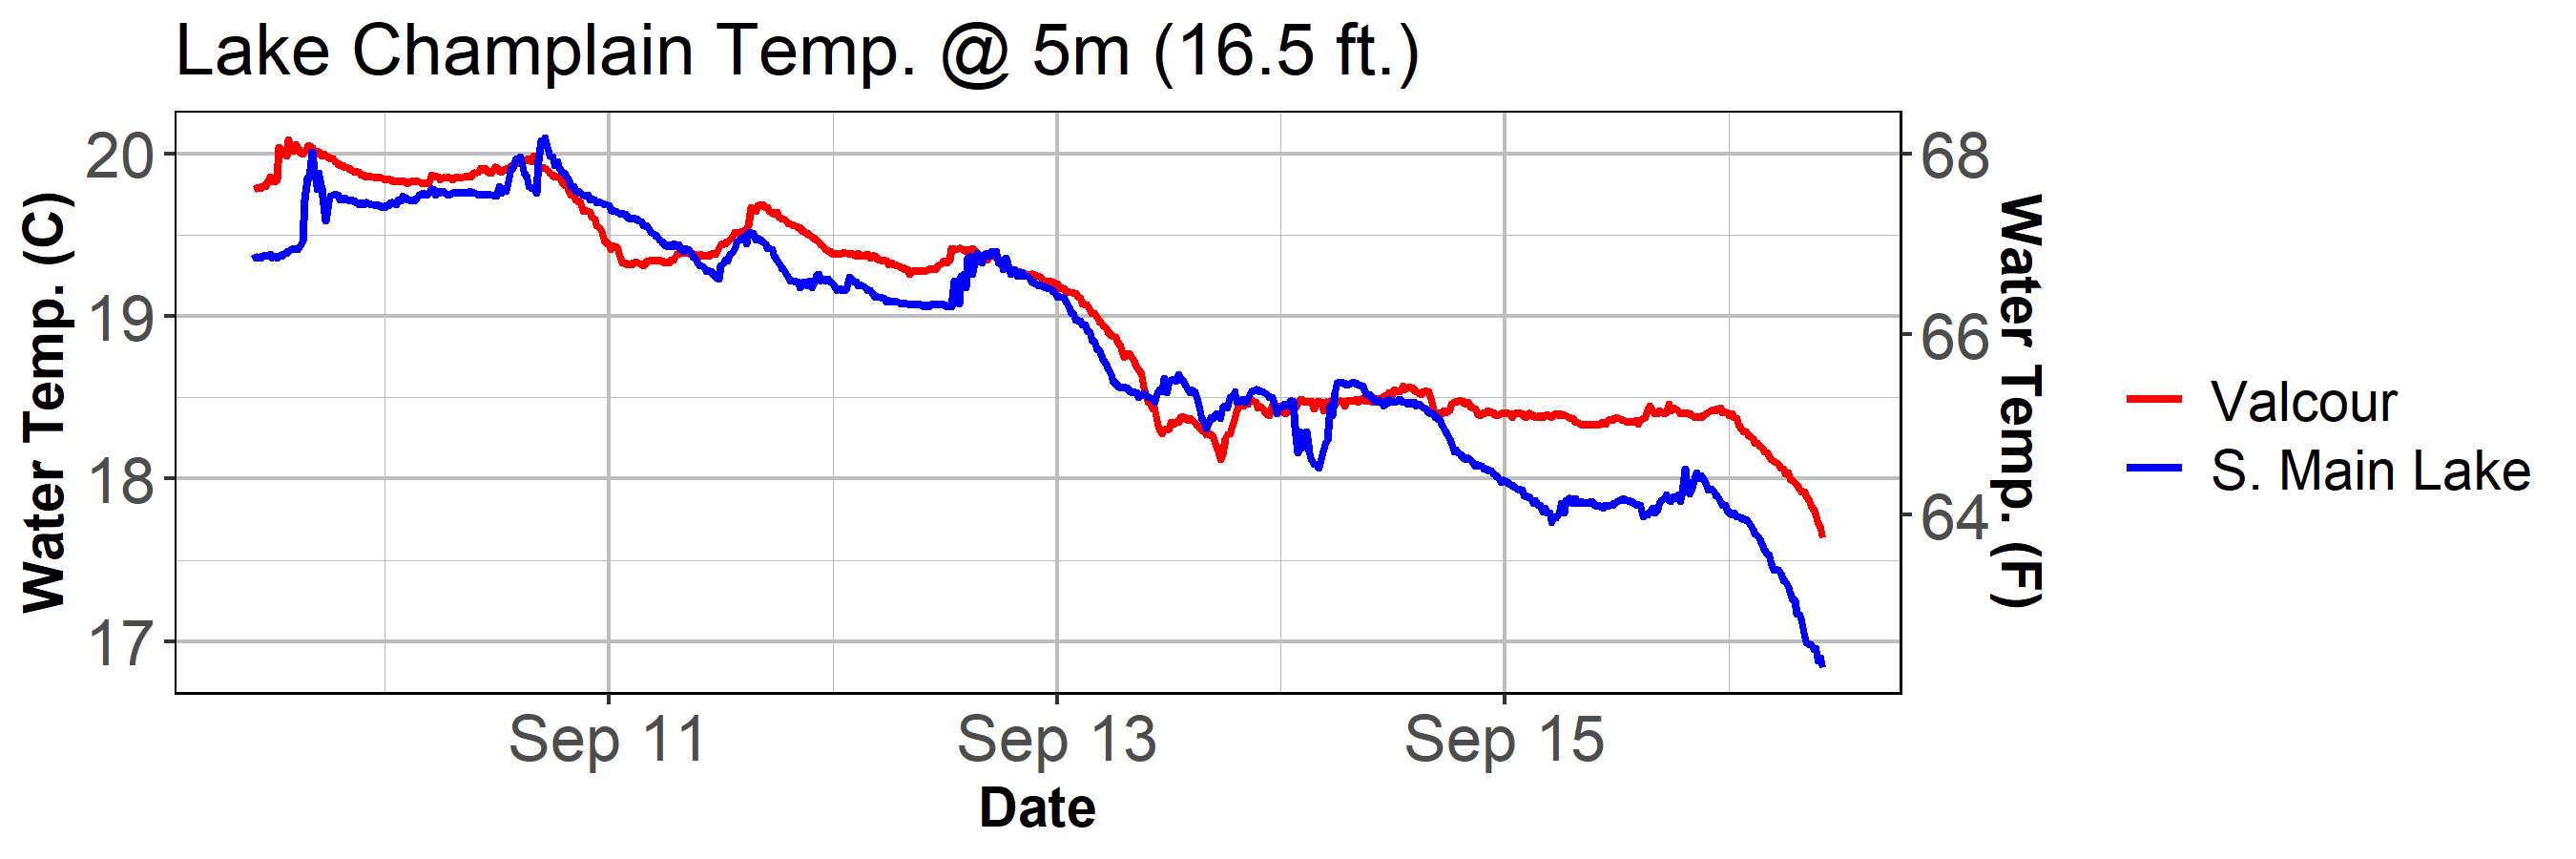 Lake Champlain Temp. @ 5m (16.5 ft.)
Water Temp. (C)
20
19
18
17
68
66
64
Water Temp. (F)
Sep 11
Sep 13
Sep 15
Date
Valcour
S. Main Lake